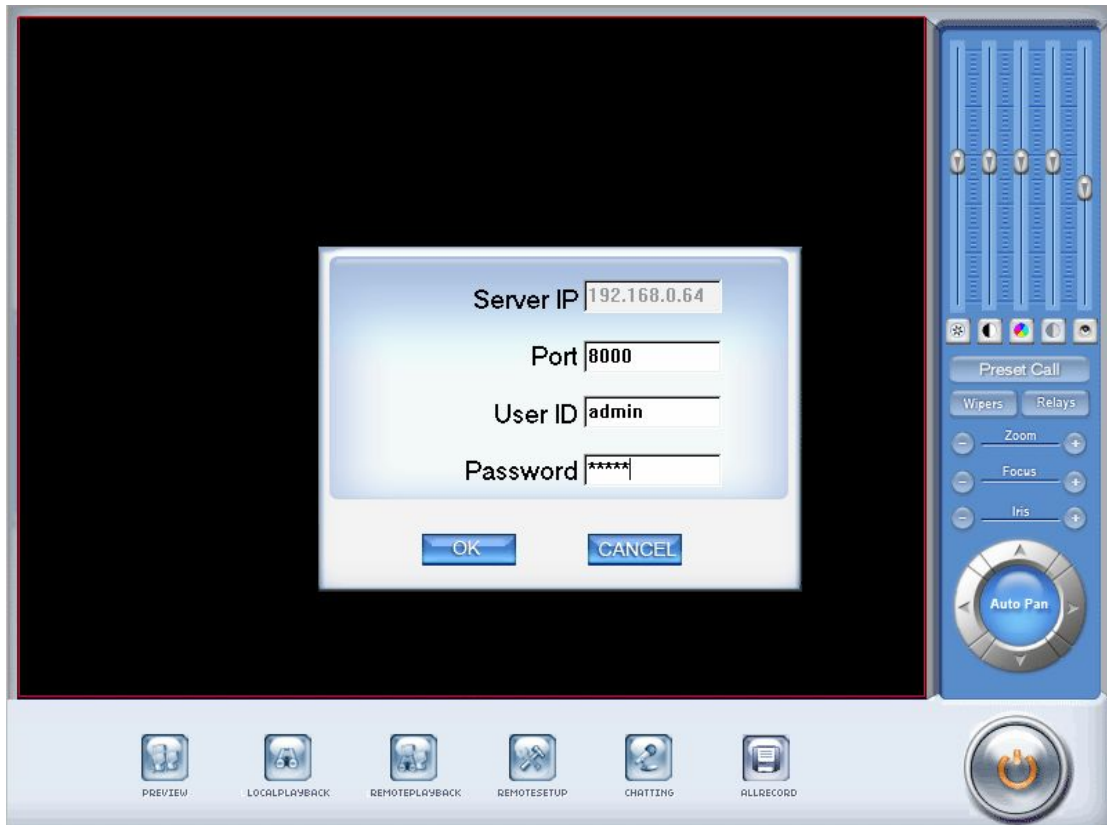 Server IP 192.168.0.64
Port 8000
User ID admin
Password *****
OK CANCEL
Preset Call
Wipers Relays
Zoom
Focus
Iris
Auto Pan
PREVIEW LOCALPLAYBACK REMOTEPLAYBACK REMOTESETUP CHATTING ALLRECORD